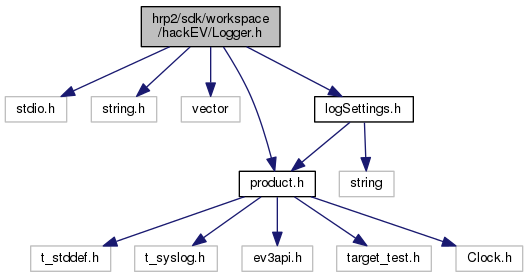 hrp2/sdk/workspace
/hackEV/Logger.h
stdio.h
string.h
vector
logSettings.h
product.h
string
t_stddef.h
t_syslog.h
ev3api.h
target_test.h
Clock.h